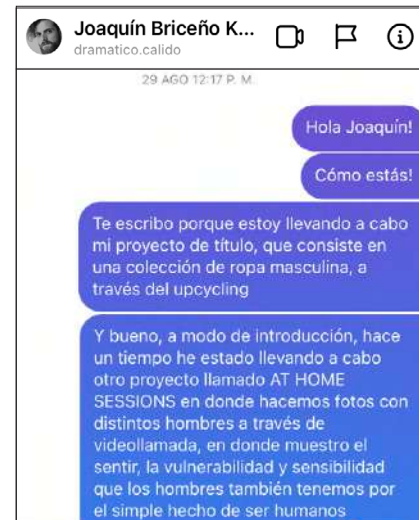 Joaquín Briceño K...
dramatico.calido
29 AGO 12:17 P. M.
Hola Joaquín!
Cómo estás!
Te escribo porque estoy llevando a cabo
mi proyecto de título, que consiste en
una colección de ropa masculina, a
través del upcycling
Y bueno, a modo de introducción, hace
un tiempo he estado llevando a cabo
otro proyecto llamado AT HOME
SESSIONS en donde hacemos fotos con
distintos hombres a través de
videollamada, en donde muestro el
sentir, la vulnerabilidad y sensibilidad
que los hombres también tenemos por
el simple hecho de ser humanos